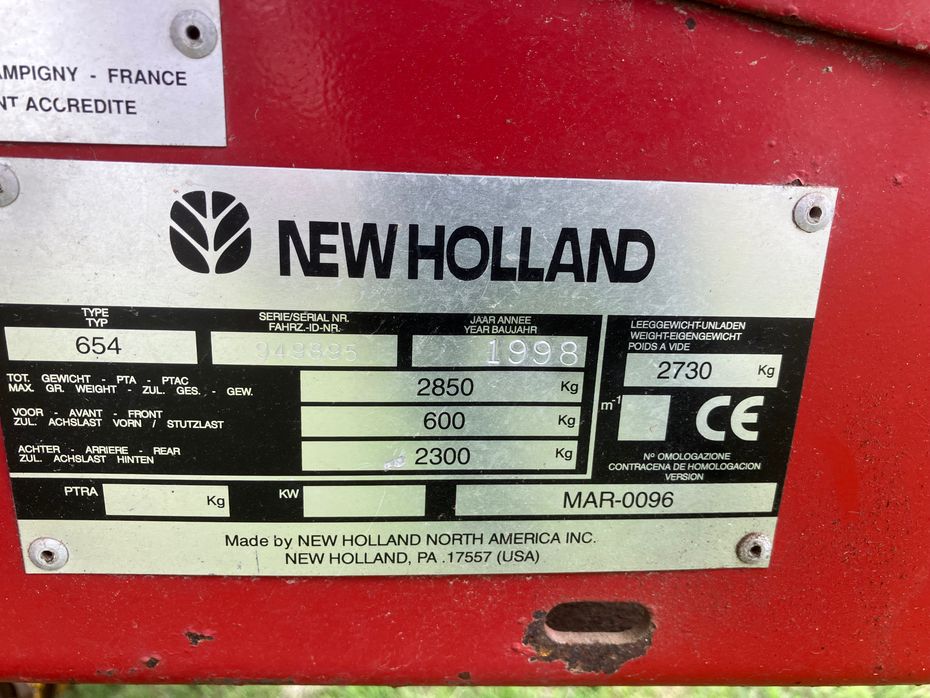 AMPIGNY - FRANCE
NT ACCREDITE
NEW HOLLAND
TYPE
TYP
654
SERIE/SERIAL NR.
FAHRZ.-ID-NR.
949895
JAAR ANNEE
YEAR BAUJAHR
1998
LEEGGEWICHT-UNLADEN
WEIGHT-EIGENGEWICHT
POIDS A VIDE
2730 Kg
TOT. GEWICHT - PTA - PTAC
MAX. GR. WEIGHT - ZUL. GES. - GEW.
2850 Kg
VOOR - AVANT - FRONT
ZUL. ACHSLAST VORN / STUTZLAST
600 Kg
ACHTER - ARRIERE - REAR
ZUL. ACHSLAST HINTEN
2300 Kg
m-1
CE
Nº OMOLOGAZIONE
CONTRACENA DE HOMOLOGACION
VERSION
PTRA Kg
KW
MAR-0096
Made by NEW HOLLAND NORTH AMERICA INC.
NEW HOLLAND, PA .17557 (USA)